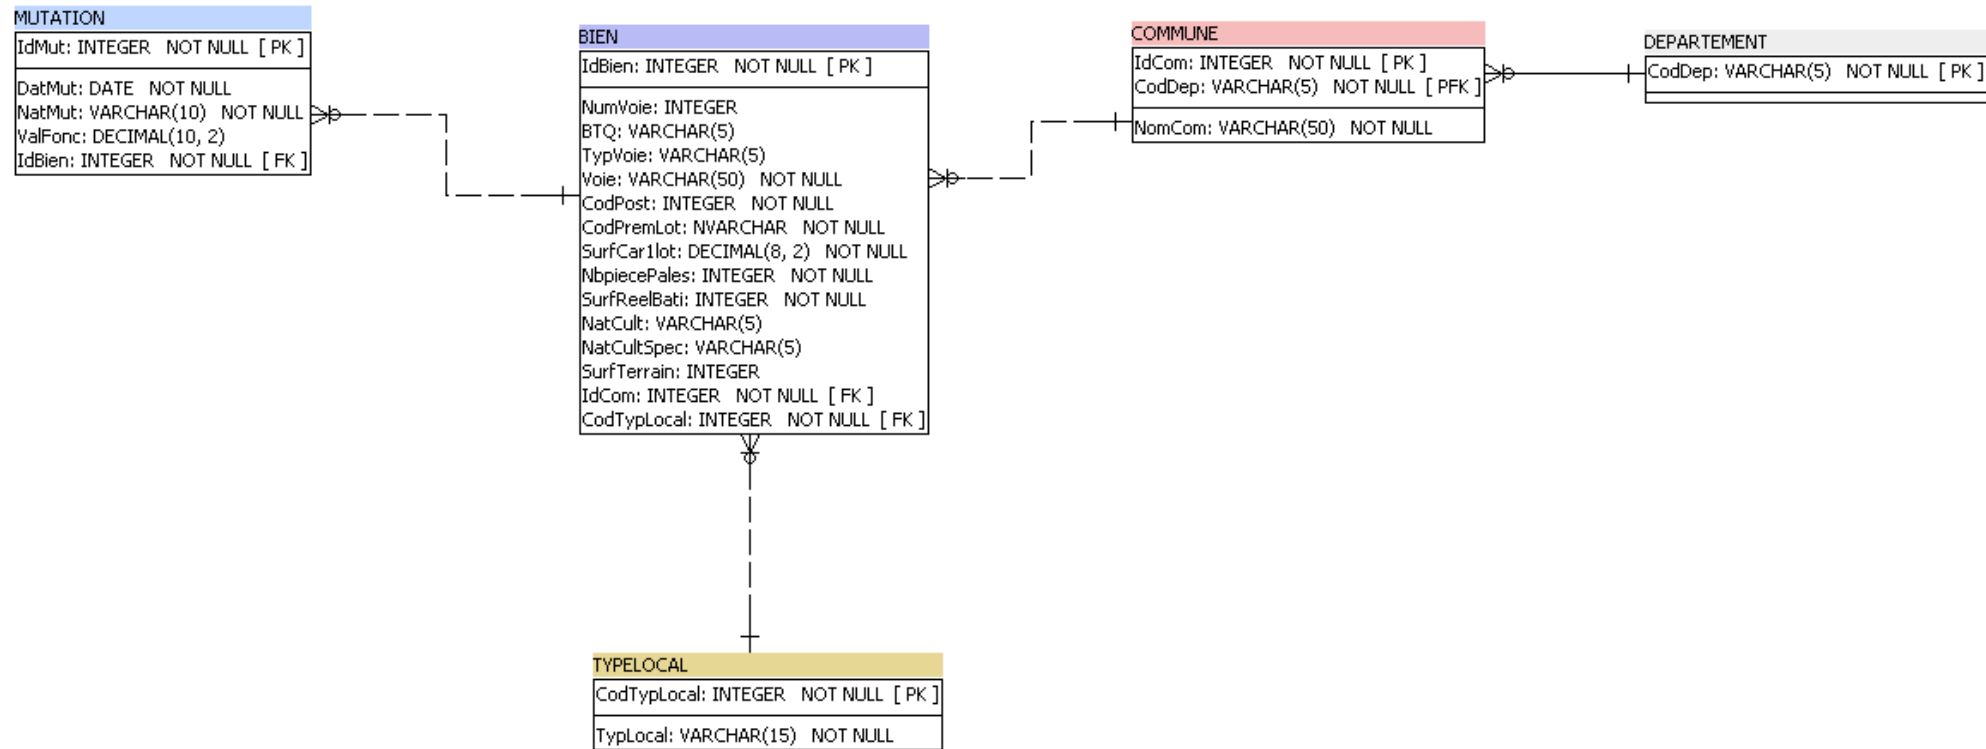 MUTATION
IdMut: INTEGER NOT NULL [ PK ]
DatMut: DATE NOT NULL
NatMut: VARCHAR(10) NOT NULL
ValFonc: DECIMAL(10, 2)
IdBien: INTEGER NOT NULL [ FK ]
BIEN
IdBien: INTEGER NOT NULL [ PK ]
NumVoie: INTEGER
BTQ: VARCHAR(5)
TypVoie: VARCHAR(5)
Voie: VARCHAR(50) NOT NULL
CodPost: INTEGER NOT NULL
CodPremLot: NVARCHAR NOT NULL
SurfCar1lot: DECIMAL(8, 2) NOT NULL
NbpiecePales: INTEGER NOT NULL
SurfReelBati: INTEGER NOT NULL
NatCult: VARCHAR(5)
NatCultSpec: VARCHAR(5)
SurfTerrain: INTEGER
IdCom: INTEGER NOT NULL [ FK ]
CodTypLocal: INTEGER NOT NULL [ FK ]
COMMUNE
IdCom: INTEGER NOT NULL [ PK ]
CodDep: VARCHAR(5) NOT NULL [ PFK ]
NomCom: VARCHAR(50) NOT NULL
DEPARTEMENT
CodDep: VARCHAR(5) NOT NULL [ PK ]
TYPELOCAL
CodTypLocal: INTEGER NOT NULL [ PK ]
TypLocal: VARCHAR(15) NOT NULL